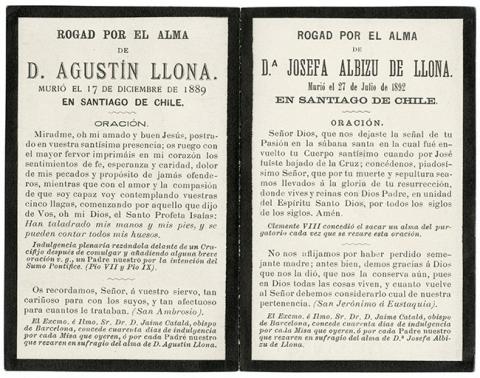 ROGAD POR EL ALMA
DE
D. AGUSTÍN LLONA.
MURIÓ EL 17 DE DICIEMBRE DE 1889
EN SANTIAGO DE CHILE.
ORACIÓN.
Miradme, oh mi amado y buen Jesús, postra-
do en vuestra santísima presencia; os ruego con
el mayor fervor imprimáis en mi corazón los
sentimientos de fe, esperanza y caridad, dolor
de mis pecados y propósito de jamás ofende-
ros, mientras que con el amor y la compasión
de que soy capaz voy contemplando vuestras
cinco llagas, comenzando por aquello que dijo
de Vos, oh mi Dios, el Santo Profeta Isaías:
Han taladrado mis manos y mis pies, y se
pueden contar todos mis huesos.
Indulgencia plenaria rezándola delante de un Cru-
cifijo después de comulgar y añadiendo alguna breve
oración v. g., un Padre nuestro por la intención del
Sumo Pontífice. (Pío VII y Pío IX).
Os recordamos, Señor, á vuestro siervo, tan
cariñoso para con los suyos, y tan afectuoso
para cuantos le trataban. (San Ambrosio).
El Excmo. é Ilmo. Sr. Dr. D. Jaime Catalá, obispo
de Barcelona, concede cuarenta días de indulgencia
por cada Misa que oyeren, ó por cada Padre nuestro
que rezaren en sufragio del alma de D. Agustín Llona.
ROGAD POR EL ALMA
DE
D.ª JOSEFA ALBIZU DE LLONA.
Murió el 27 de Julio de 1892
EN SANTIAGO DE CHILE.
ORACIÓN.
Señor Dios, que nos dejaste la señal de tu
Pasión en la sábana santa en la cual fué en-
vuelto tu Cuerpo santísimo cuando por José
fuiste bajado de la Cruz; concédenos, piadosí-
simo Señor, que por tu muerte y sepultura sea-
mos llevados á la gloria de tu resurrección,
donde vives y reinas con Dios Padre, en unidad
del Espíritu Santo Dios, por todos los siglos
de los siglos. Amén.
Clemente VIII concedió el sacar un alma del pur-
gatorio cada vez que se rezare esta oración.
No nos aflijamos por haber perdido seme-
jante madre; antes bien, demos gracias á Dios
que nos la dió, que nos la conserva aún, pues
en Dios todas las cosas viven, y cuanto vuelve
al Señor debemos considerarlo cual cosa de nuestra
pertenencia. (San Jerónimo á Eustaquia).
El Excmo. é Ilmo. Sr. Dr. D. Jaime Catalá, obispo
de Barcelona, concede cuarenta días de indulgencia
por cada Misa que oyeren, ó por cada Padre nuestro
que rezaren en sufragio del alma de D.ª Josefa Albi-
zu de Llona.